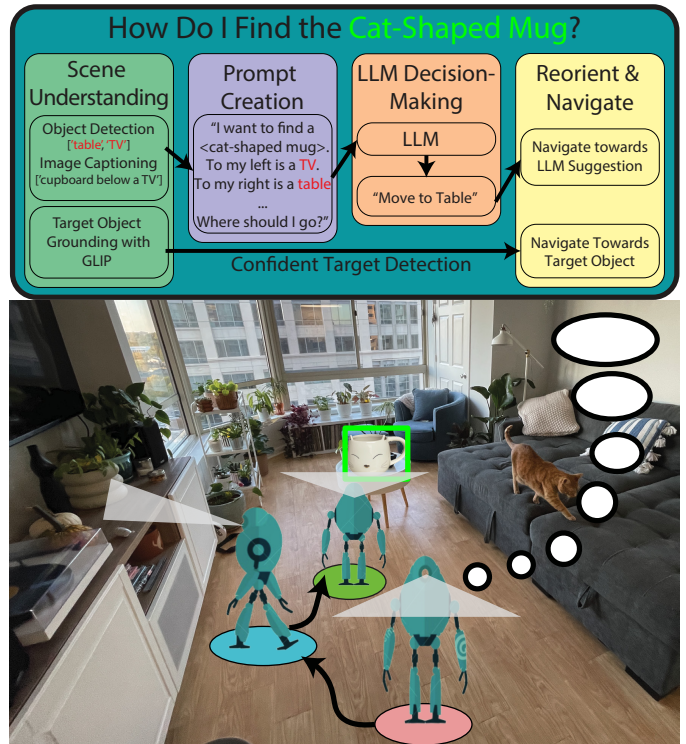 How Do I Find the Cat-Shaped Mug?
Scene
Understanding
Object Detection
['table', 'TV']
Image Captioning
['cupboard below a TV']
Target Object
Grounding with
GLIP
Prompt
Creation
"I want to find a
<cat-shaped mug>.
To my left is a TV.
To my right is a table
...
Where should I go?"
LLM Decision-
Making
LLM
"Move to Table"
Reorient &
Navigate
Navigate towards
LLM Suggestion
Navigate Towards
Target Object
Confident Target Detection